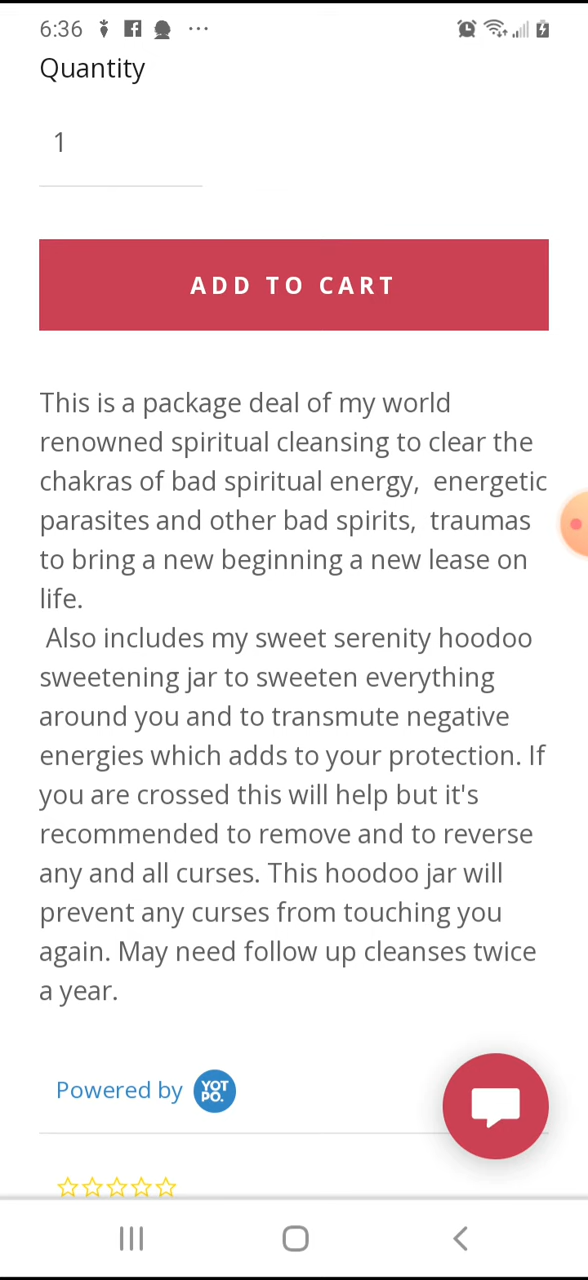 6:36
Quantity
1
ADD TO CART
This is a package deal of my world
renowned spiritual cleansing to clear the
chakras of bad spiritual energy,  energetic
parasites and other bad spirits,  traumas
to bring a new beginning a new lease on
life.
Also includes my sweet serenity hoodoo
sweetening jar to sweeten everything
around you and to transmute negative
energies which adds to your protection. If
you are crossed this will help but it's
recommended to remove and to reverse
any and all curses. This hoodoo jar will
prevent any curses from touching you
again. May need follow up cleanses twice
a year.
Powered by YOTPO.